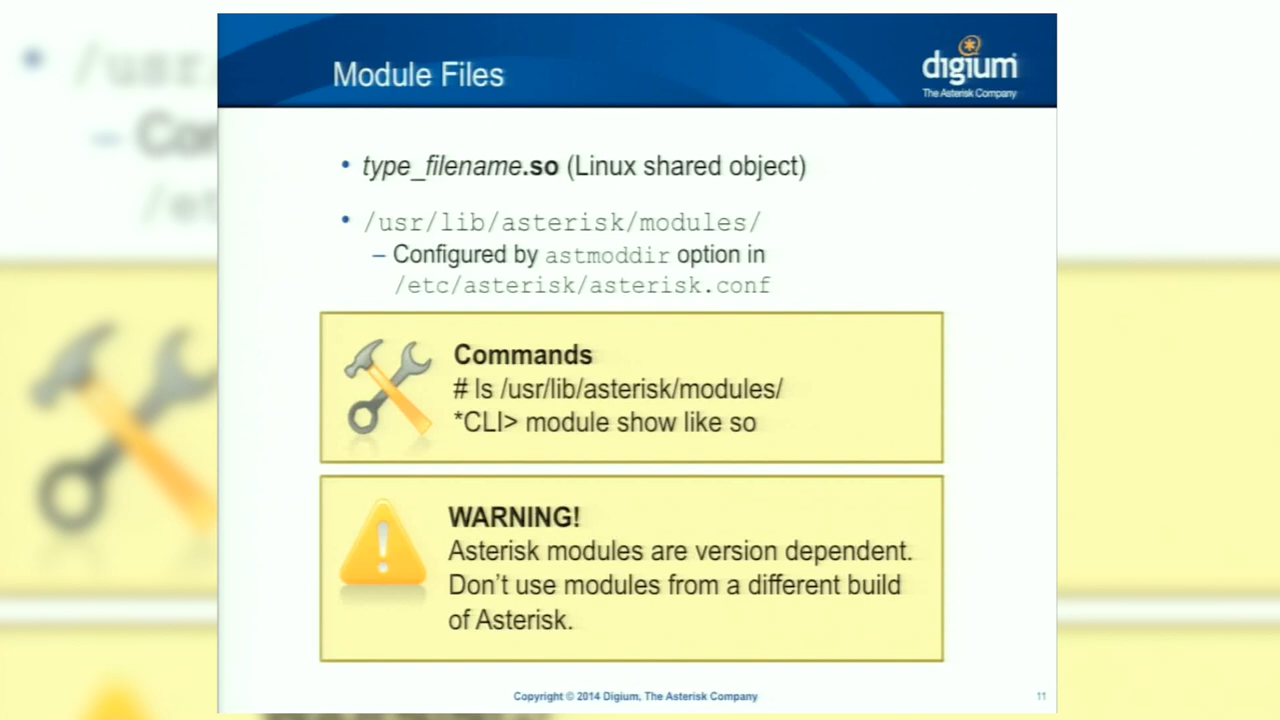 Module Files
digium
The Asterisk Company
• type_filename.so (Linux shared object)
• /usr/lib/asterisk/modules/
– Configured by astmoddir option in
/etc/asterisk/asterisk.conf
Commands
# ls /usr/lib/asterisk/modules/
*CLI> module show like so
WARNING!
Asterisk modules are version dependent.
Don't use modules from a different build
of Asterisk.
Copyright © 2014 Digium, The Asterisk Company
11